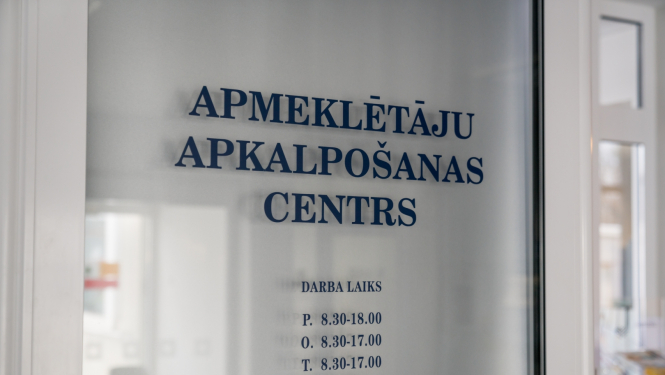 APMEKLĒTĀJU
APKALPOŠANAS
CENTRS
DARBA LAIKS
P. 8.30-18.00
O. 8.30-17.00
T. 8.30-17.00